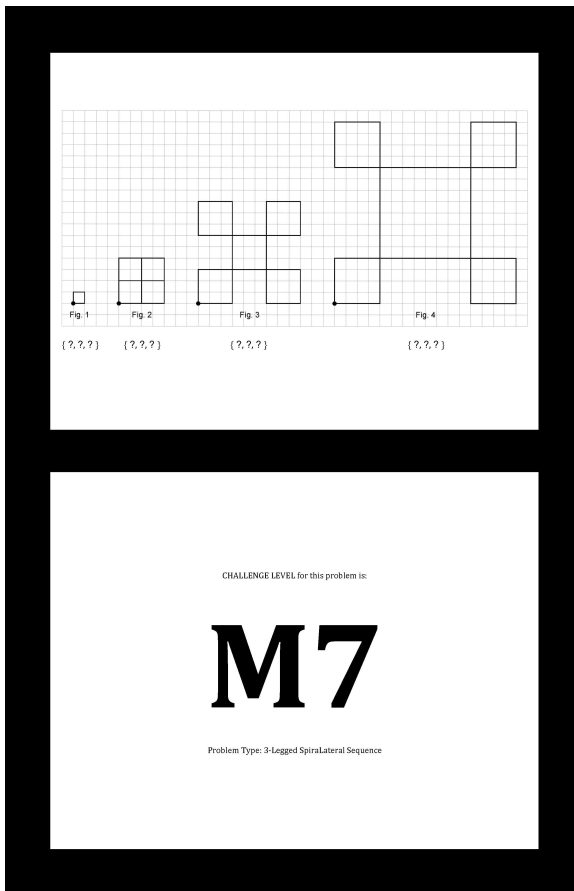 Fig. 1 Fig. 2 Fig. 3 Fig. 4
{ ?, ?, ? } { ?, ?, ? } { ?, ?, ? } { ?, ?, ? }
CHALLENGE LEVEL for this problem is:
M7
Problem Type: 3-Legged SpiraLateral Sequence